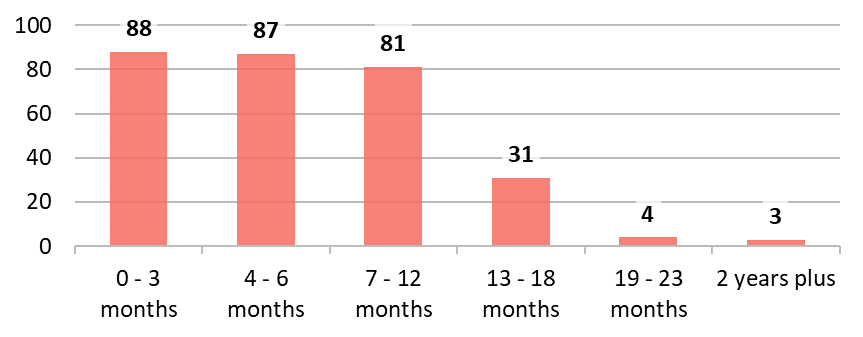 100
80
60
40
20
0
88
87
81
31
4
3
0 - 3
months
4 - 6
months
7 - 12
months
13 - 18
months
19 - 23
months
2 years plus